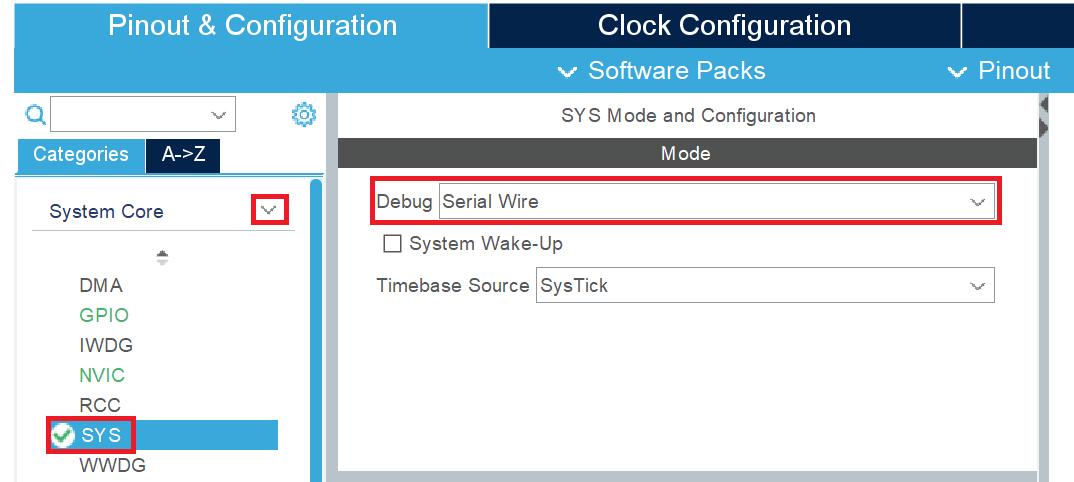 Pinout & Configuration
Clock Configuration
Software Packs
Pinout
Categories
A->Z
System Core
DMA
GPIO
IWDG
NVIC
RCC
SYS
WWDG
SYS Mode and Configuration
Mode
Debug Serial Wire
System Wake-Up
Timebase Source SysTick